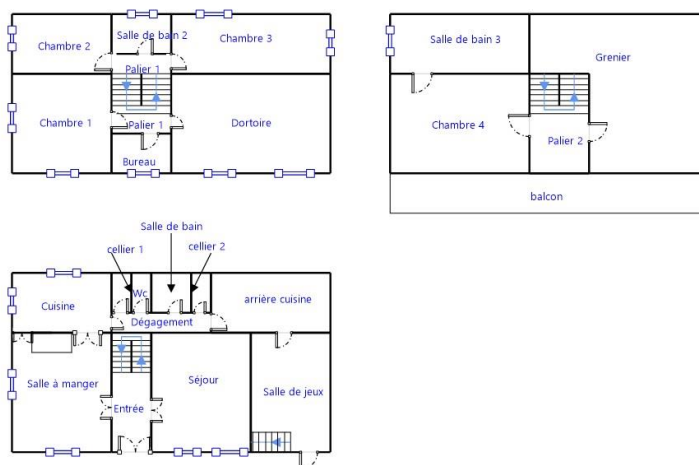 Chambre 2
Salle de bain 2
Chambre 3
Palier 1
Chambre 1
Palier 1
Dortoire
Bureau
Salle de bain 3
Grenier
Chambre 4
Palier 2
balcon
Salle de bain
cellier 1
cellier 2
Wc
Cuisine
arrière cuisine
Dégagement
Salle à manger
Séjour
Salle de jeux
Entrée